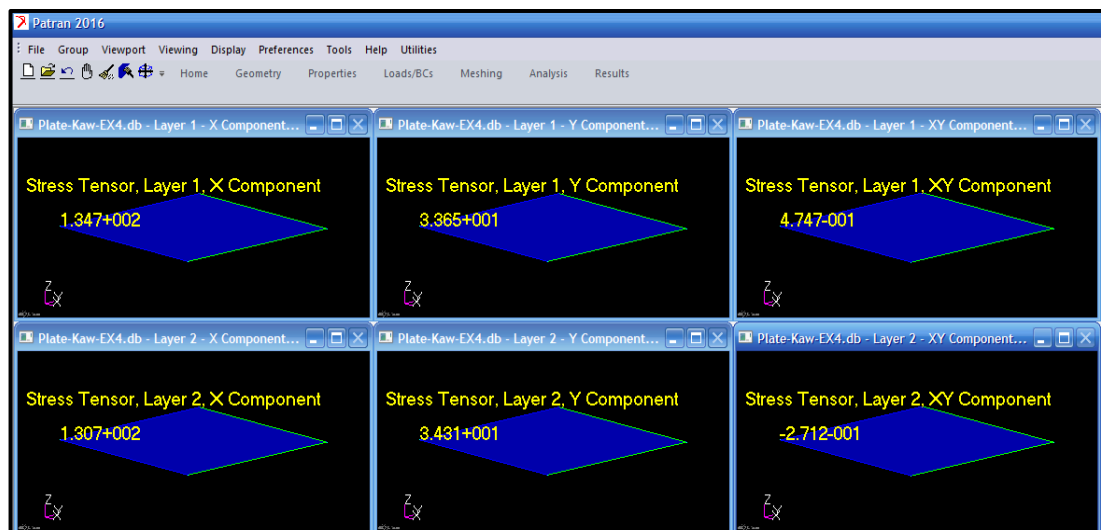 Patran 2016
File Group Viewport Viewing Display Preferences Tools Help Utilities
Home Geometry Properties Loads/BCs Meshing Analysis Results
Plate-Kaw-EX4.db - Layer 1 - X Component...
Plate-Kaw-EX4.db - Layer 1 - Y Component...
Plate-Kaw-EX4.db - Layer 1 - XY Component...
Stress Tensor, Layer 1, X Component
1.347+002
Z
X
Stress Tensor, Layer 1, Y Component
3.365+001
Z
X
Stress Tensor, Layer 1, XY Component
4.747-001
Z
X
Plate-Kaw-EX4.db - Layer 2 - X Component...
Plate-Kaw-EX4.db - Layer 2 - Y Component...
Plate-Kaw-EX4.db - Layer 2 - XY Component...
Stress Tensor, Layer 2, X Component
1.307+002
Z
X
Stress Tensor, Layer 2, Y Component
3.431+001
Z
X
Stress Tensor, Layer 2, XY Component
-2.712-001
Z
X